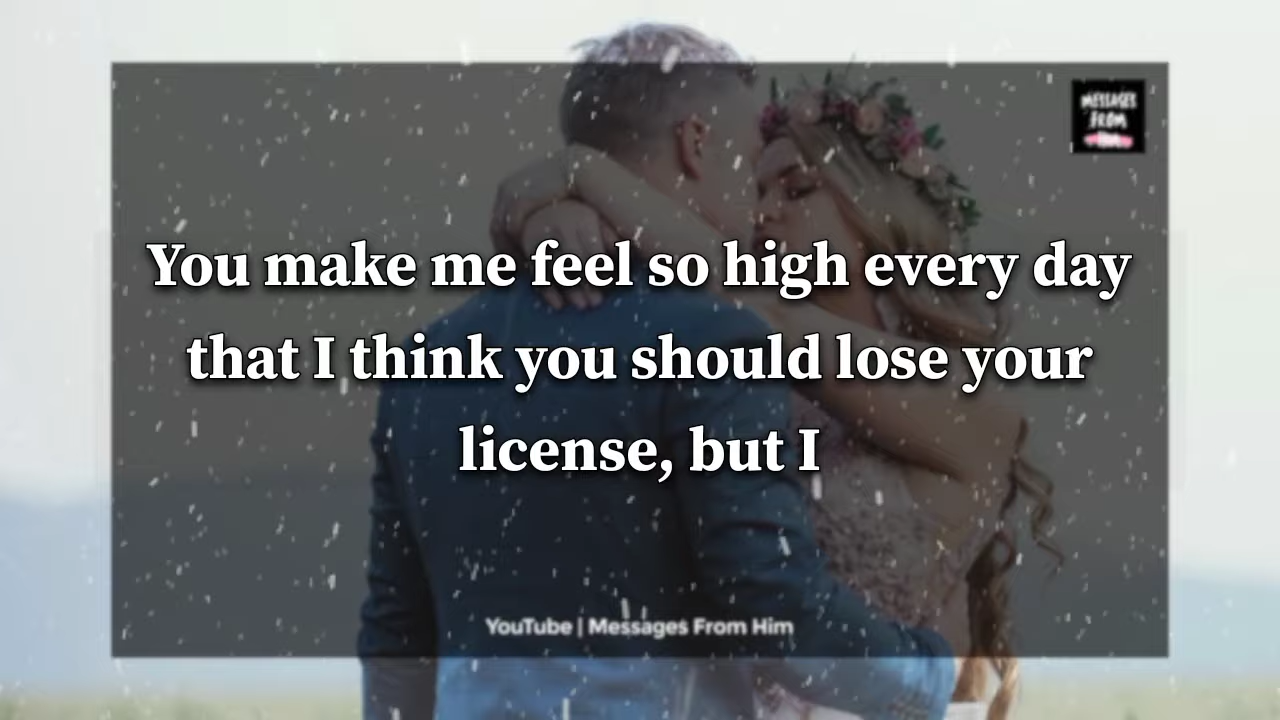 MESSAGES
FROM
You make me feel so high every day
that I think you should lose your
license, but I
YouTube | Messages From Him